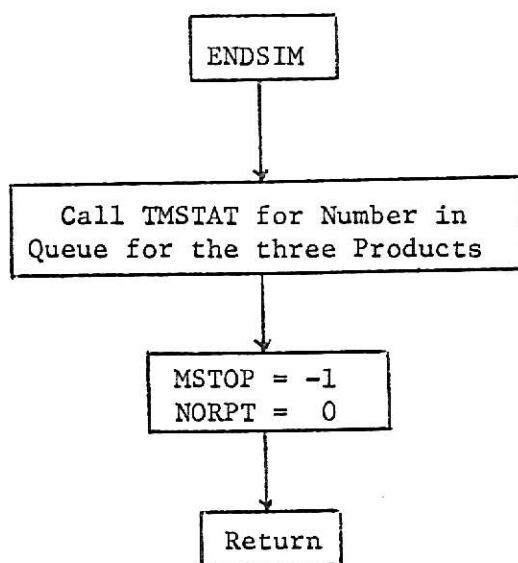 ENDSIM
Call TMSTAT for Number in
Queue for the three Products
MSTOP = -1
NORPT = 0
Return